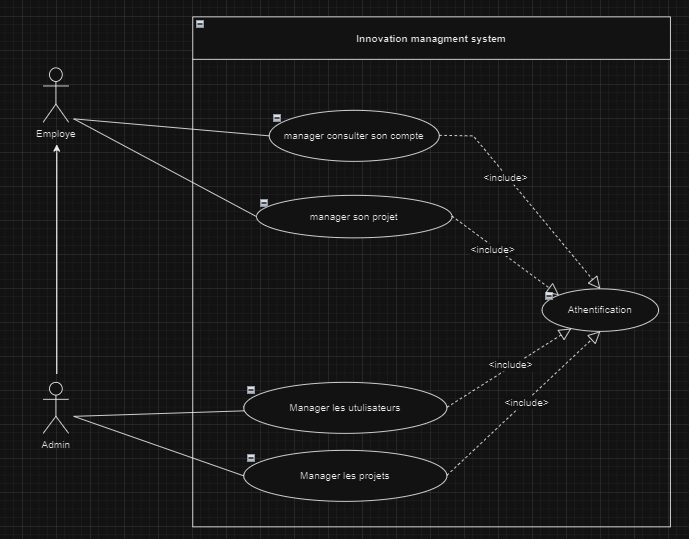 Innovation managment system
Employe
manager consulter son compte
<include>
manager son projet
<include>
Athentification
<include>
Manager les utulisateurs
<include>
Admin
Manager les projets